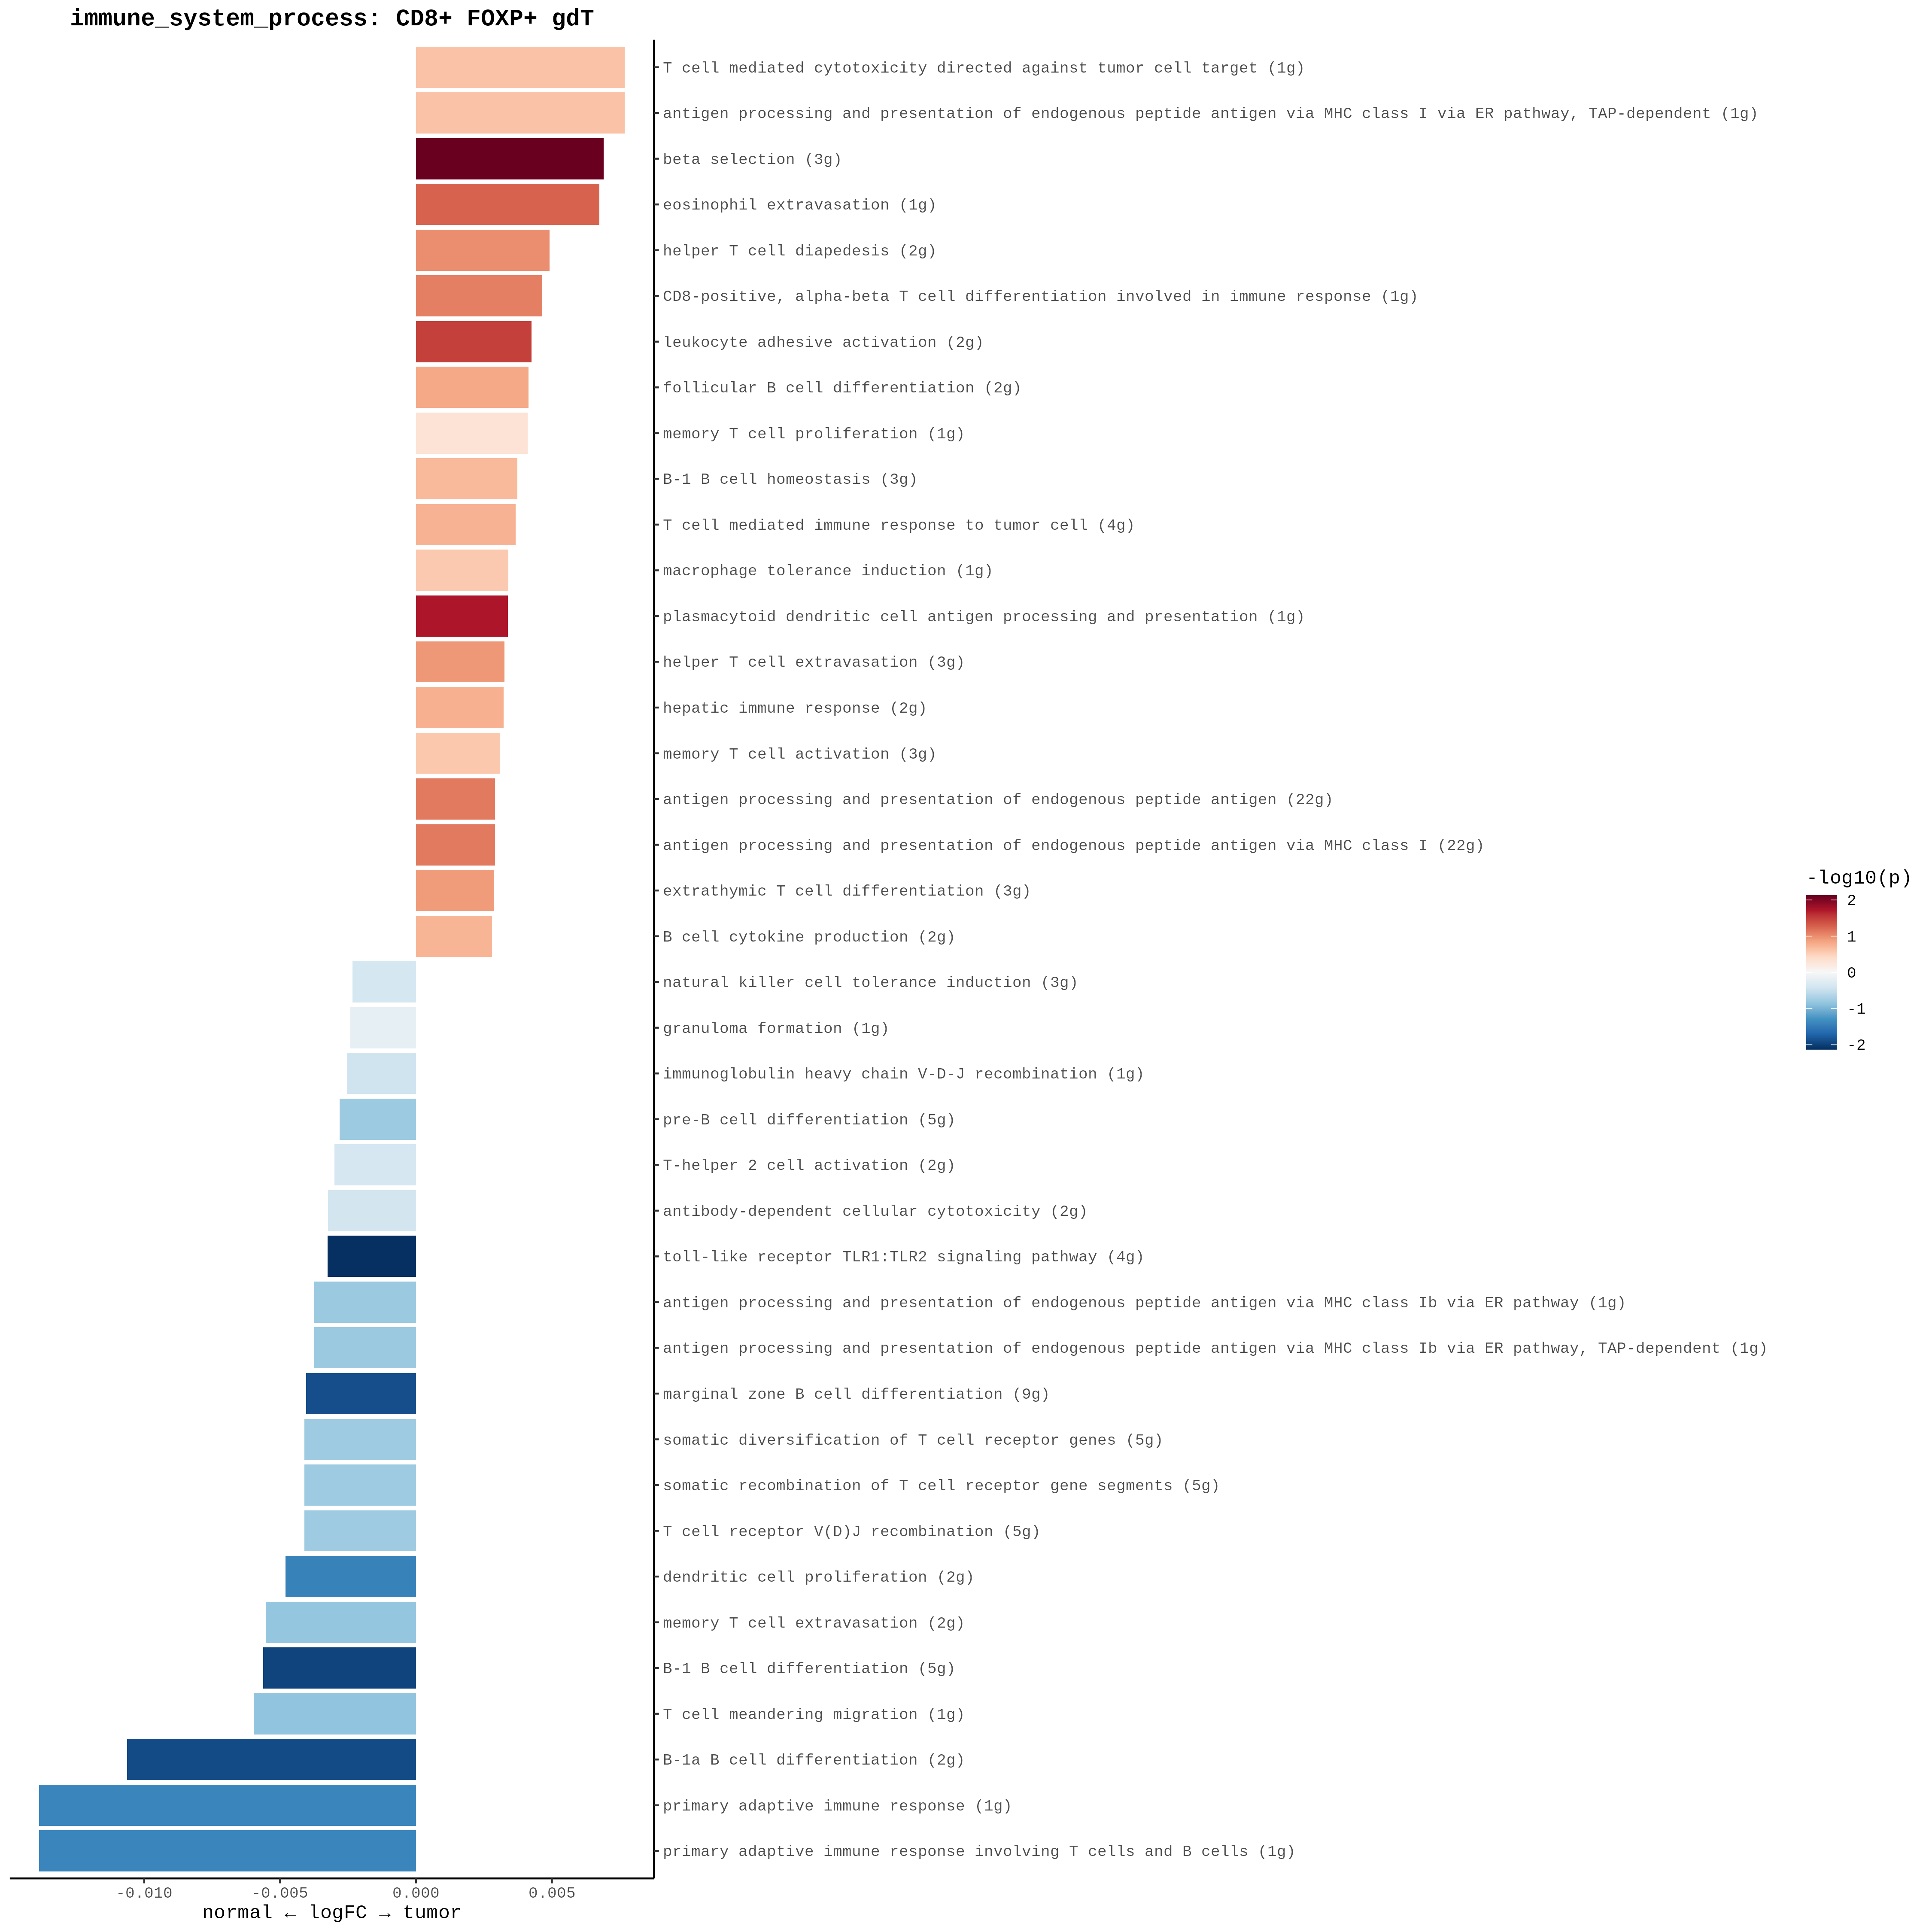 immune_system_process: CD8+ FOXP+ gdT
T cell mediated cytotoxicity directed against tumor cell target (1g)
antigen processing and presentation of endogenous peptide antigen via MHC class I via ER pathway, TAP-dependent (1g)
beta selection (3g)
eosinophil extravasation (1g)
helper T cell diapedesis (2g)
CD8-positive, alpha-beta T cell differentiation involved in immune response (1g)
leukocyte adhesive activation (2g)
follicular B cell differentiation (2g)
memory T cell proliferation (1g)
B-1 B cell homeostasis (3g)
T cell mediated immune response to tumor cell (4g)
macrophage tolerance induction (1g)
plasmacytoid dendritic cell antigen processing and presentation (1g)
helper T cell extravasation (3g)
hepatic immune response (2g)
memory T cell activation (3g)
antigen processing and presentation of endogenous peptide antigen (22g)
antigen processing and presentation of endogenous peptide antigen via MHC class I (22g)
extrathymic T cell differentiation (3g)
B cell cytokine production (2g)
natural killer cell tolerance induction (3g)
granuloma formation (1g)
immunoglobulin heavy chain V-D-J recombination (1g)
pre-B cell differentiation (5g)
T-helper 2 cell activation (2g)
antibody-dependent cellular cytotoxicity (2g)
toll-like receptor TLR1:TLR2 signaling pathway (4g)
antigen processing and presentation of endogenous peptide antigen via MHC class Ib via ER pathway (1g)
antigen processing and presentation of endogenous peptide antigen via MHC class Ib via ER pathway, TAP-dependent (1g)
marginal zone B cell differentiation (9g)
somatic diversification of T cell receptor genes (5g)
somatic recombination of T cell receptor gene segments (5g)
T cell receptor V(D)J recombination (5g)
dendritic cell proliferation (2g)
memory T cell extravasation (2g)
B-1 B cell differentiation (5g)
T cell meandering migration (1g)
B-1a B cell differentiation (2g)
primary adaptive immune response (1g)
primary adaptive immune response involving T cells and B cells (1g)
-0.010 -0.005 0.000 0.005
normal ← logFC → tumor
-log10(p)
2
1
0
-1
-2